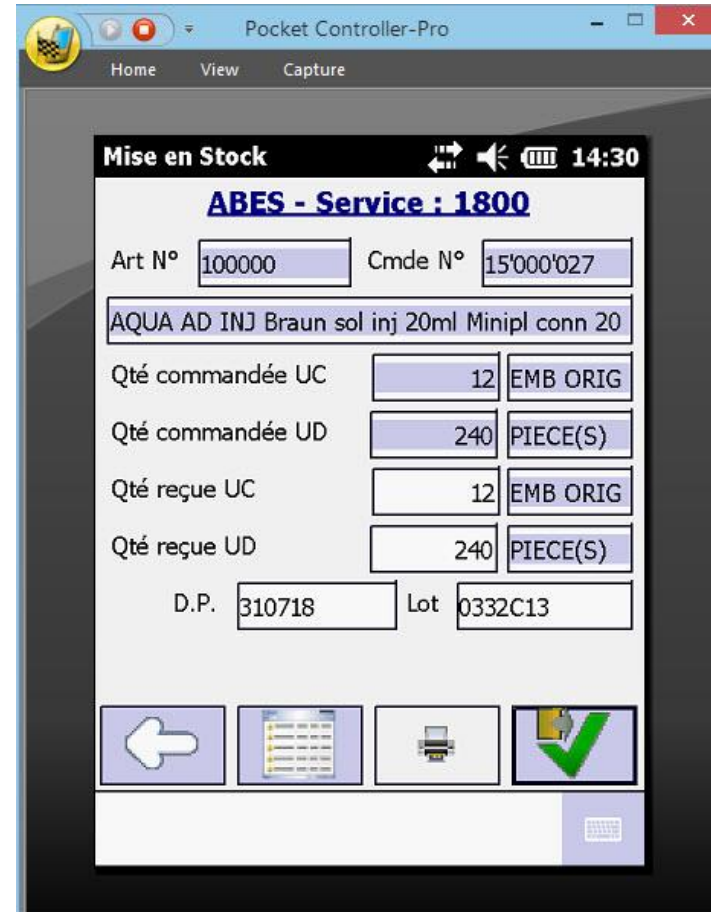 Pocket Controller-Pro
Home View Capture
Mise en Stock 14:30
ABES - Service : 1800
Art N° 100000 Cmde N° 15'000'027
AQUA AD INJ Braun sol inj 20ml Minipl conn 20
Qté commandée UC 12 EMB ORIG
Qté commandée UD 240 PIECE(S)
Qté reçue UC 12 EMB ORIG
Qté reçue UD 240 PIECE(S)
D.P. 310718 Lot 0332C13